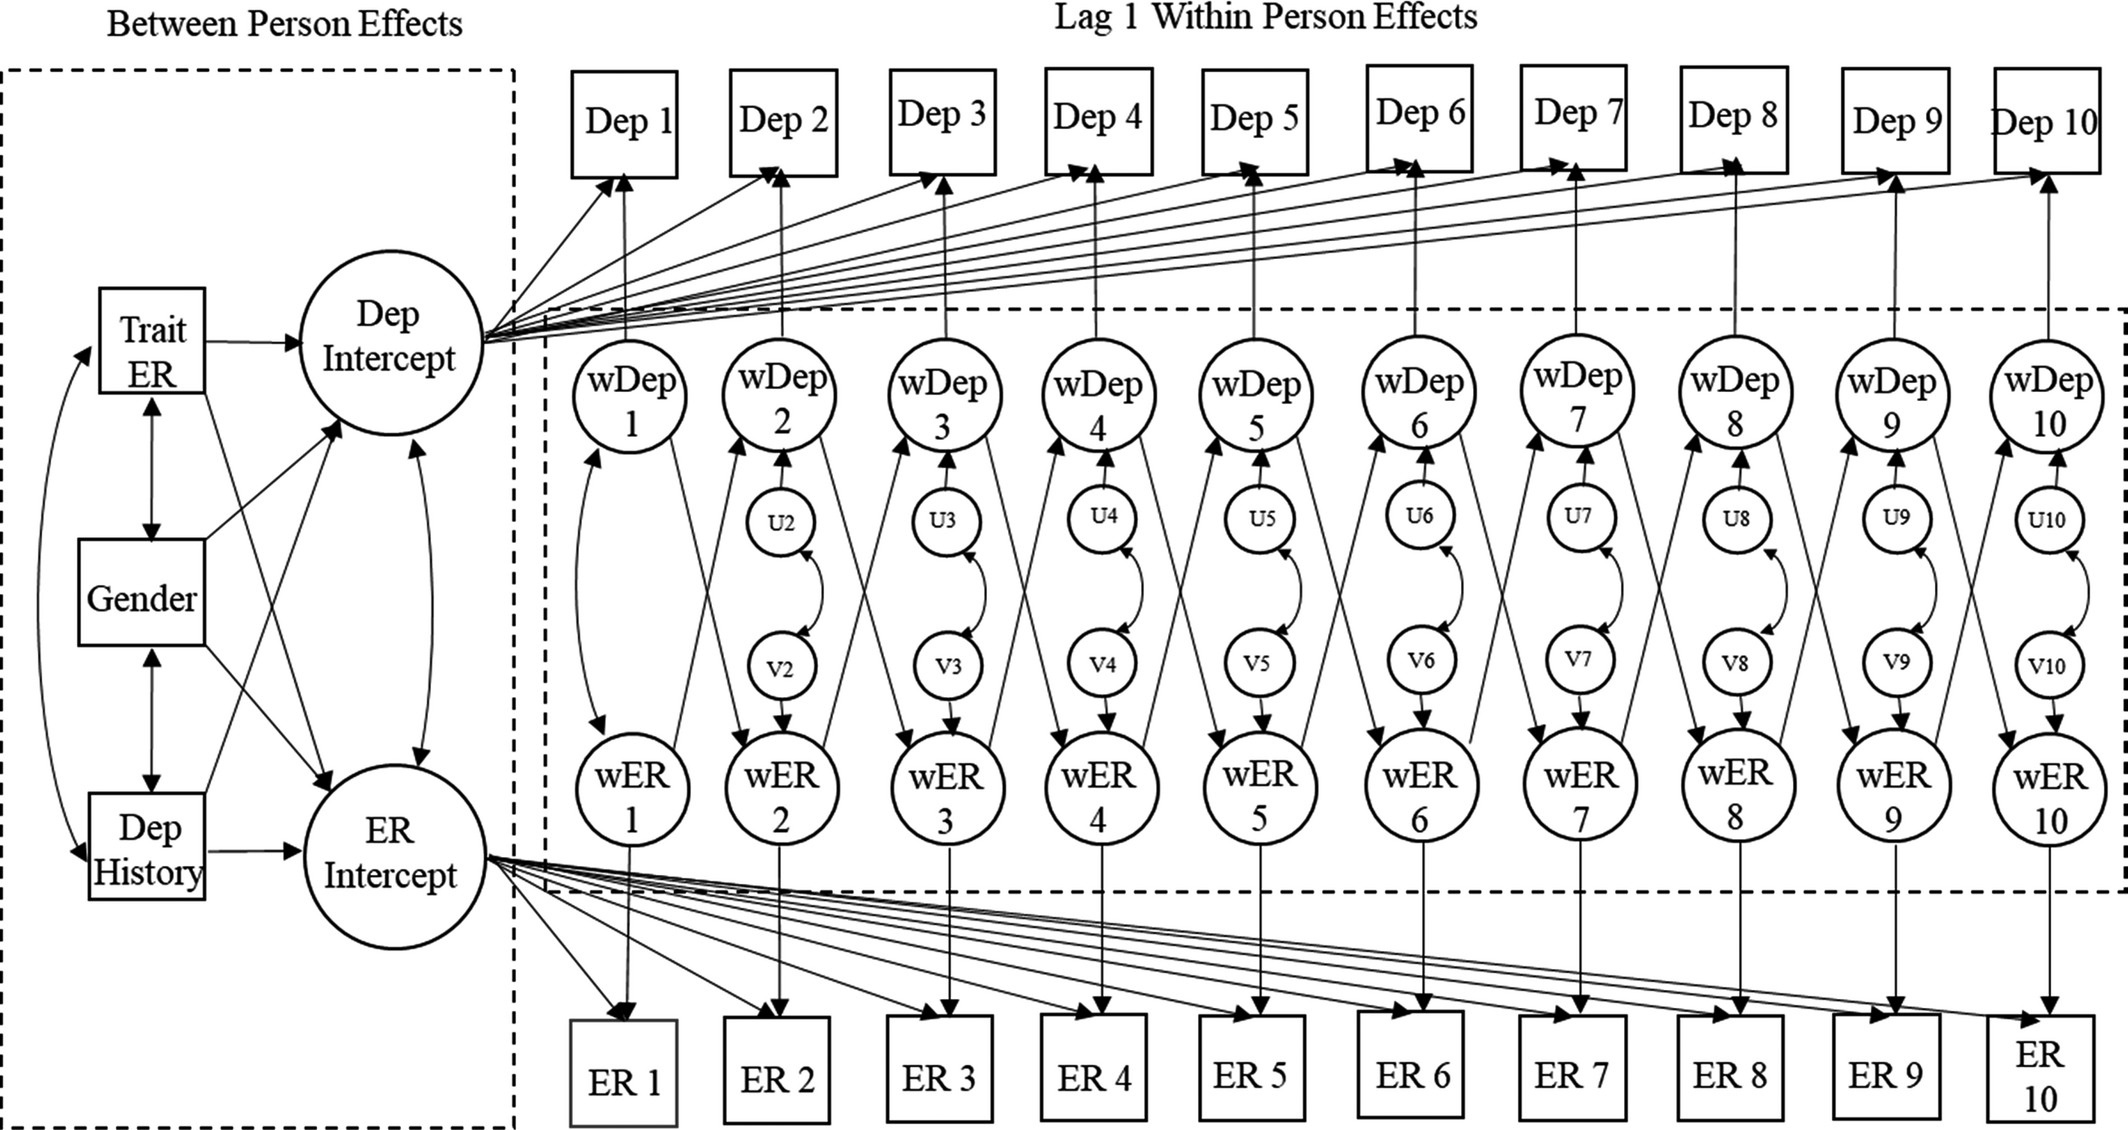 Between Person Effects
Lag 1 Within Person Effects
Dep 1
Dep 2
Dep 3
Dep 4
Dep 5
Dep 6
Dep 7
Dep 8
Dep 9
Dep 10
Trait
ER
Dep
Intercept
Gender
Dep
History
ER
Intercept
wDep
1
wDep
2
wDep
3
wDep
4
wDep
5
wDep
6
wDep
7
wDep
8
wDep
9
wDep
10
U2
U3
U4
U5
U6
U7
U8
U9
U10
V2
V3
V4
V5
V6
V7
V8
V9
V10
wER
1
wER
2
wER
3
wER
4
wER
5
wER
6
wER
7
wER
8
wER
9
wER
10
ER 1
ER 2
ER 3
ER 4
ER 5
ER 6
ER 7
ER 8
ER 9
ER
10